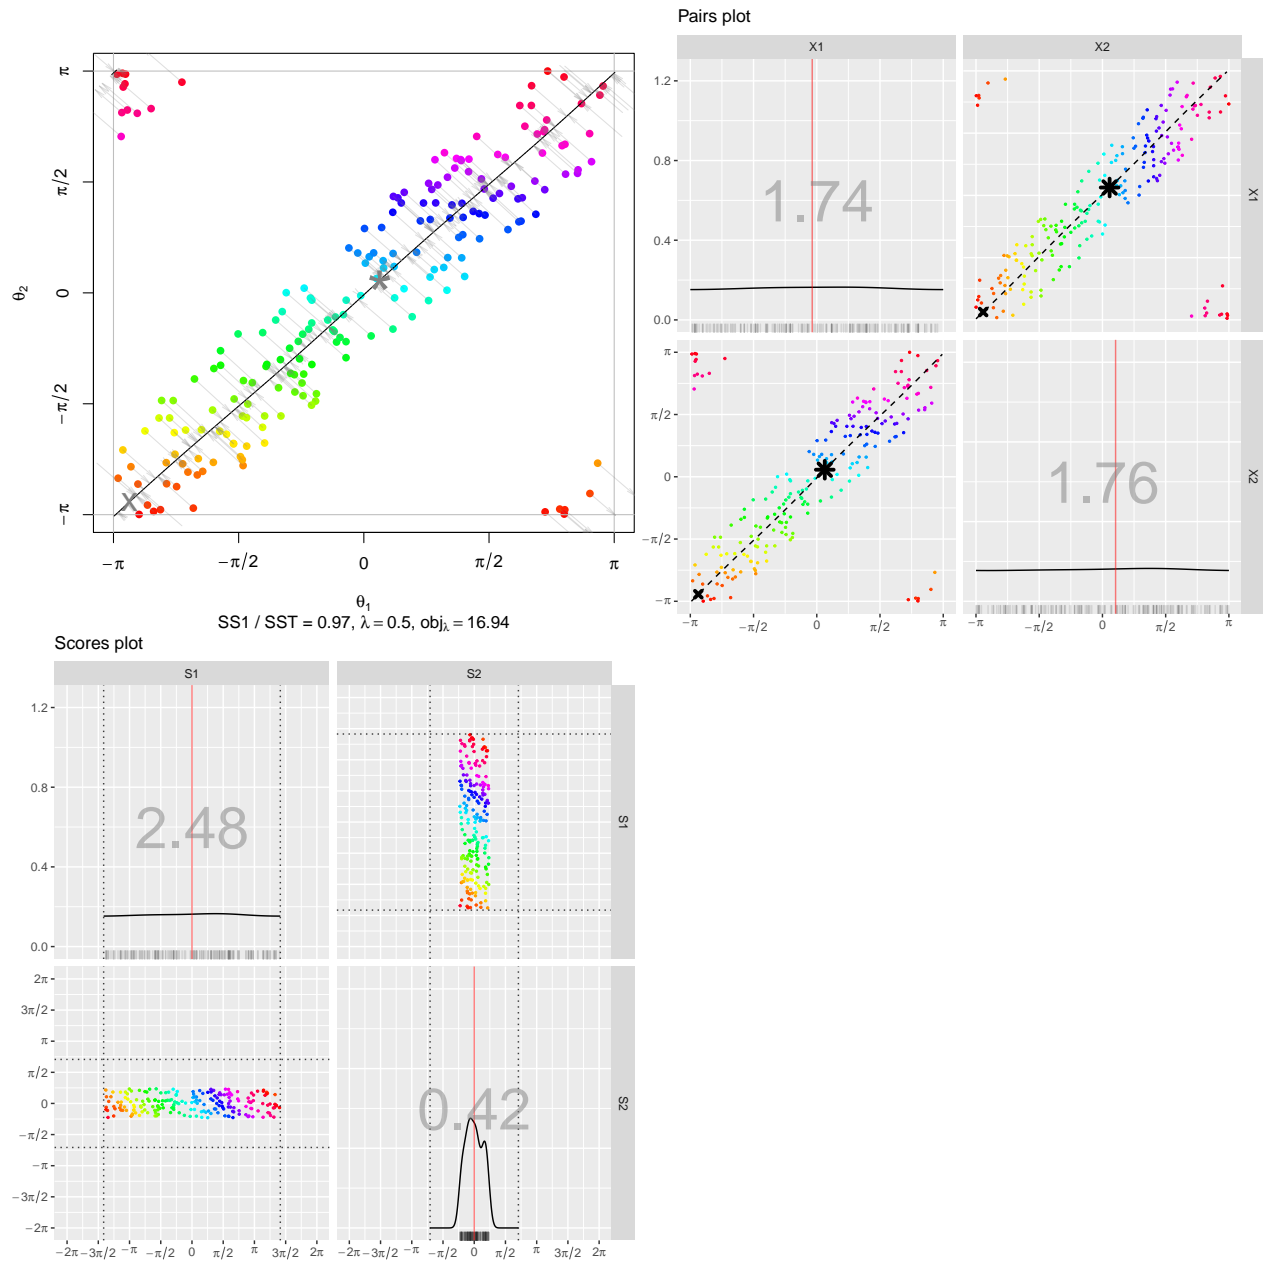 Pairs plot
X1
X2
1.2
0.8
0.4
0.0
1.74
X1
π
π/2
0
−π/2
−π
1.76
X2
−π
−π/2
0
π/2
π
−π
−π/2
0
π/2
π
π
π/2
0
−π/2
−π
θ2
−π
−π/2
0
π/2
π
θ1
SS1 / SST = 0.97, λ = 0.5, objλ = 16.94
Scores plot
S1
S2
1.2
0.8
0.4
0.0
2.48
S1
2π
3π/2
π
π/2
0
−π/2
−π
−3π/2
−2π
0.42
S2
−2π −3π/2 −π −π/2 0 π/2 π 3π/2 2π
−2π −3π/2 −π −π/2 0 π/2 π 3π/2 2π